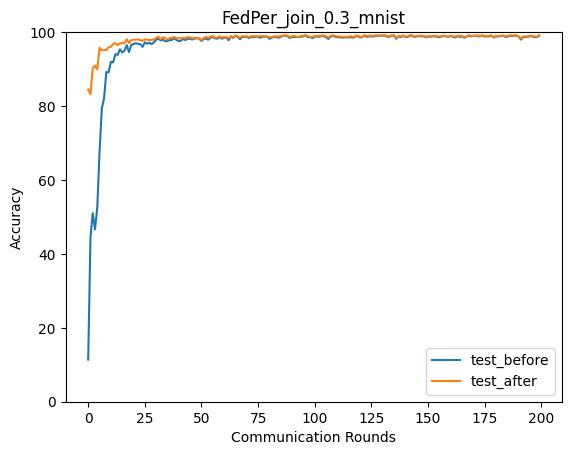 FedPer_join_0.3_mnist
Accuracy
100
80
60
40
20
0
0 25 50 75 100 125 150 175 200
Communication Rounds
test_before
test_after